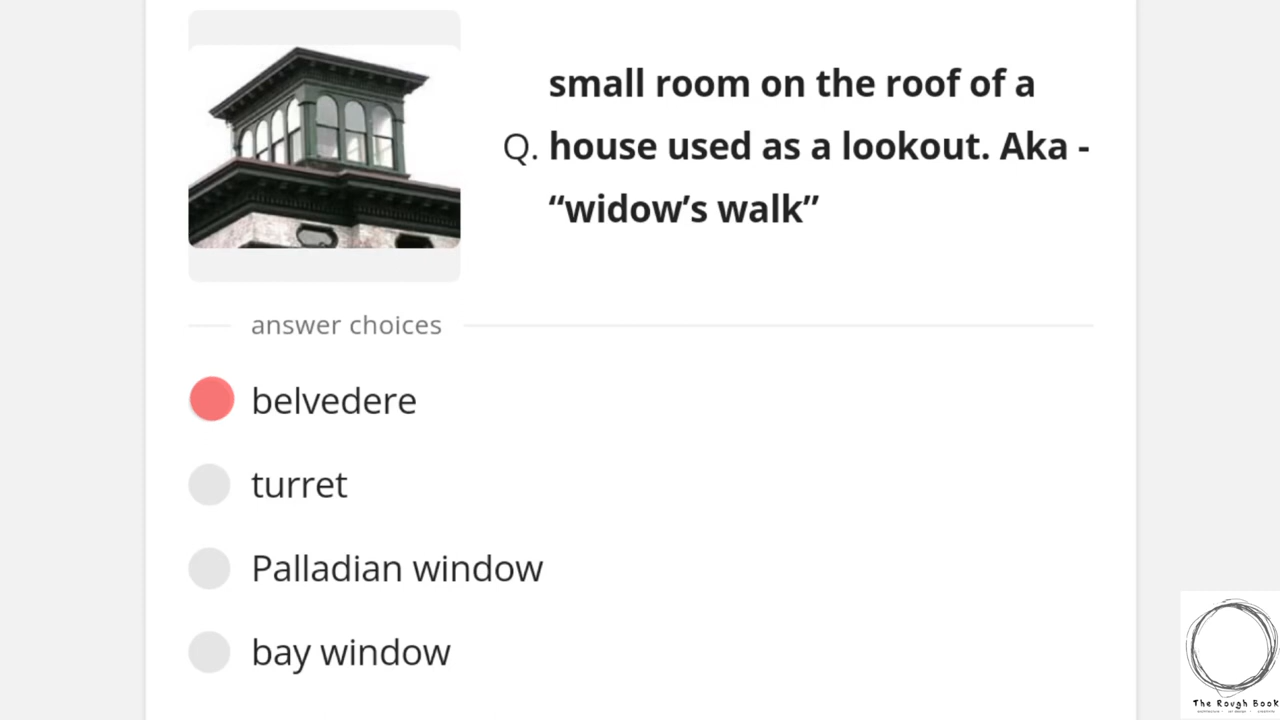 small room on the roof of a
Q. house used as a lookout. Aka -
“widow’s walk”
answer choices
belvedere
turret
Palladian window
bay window
The Rough Book